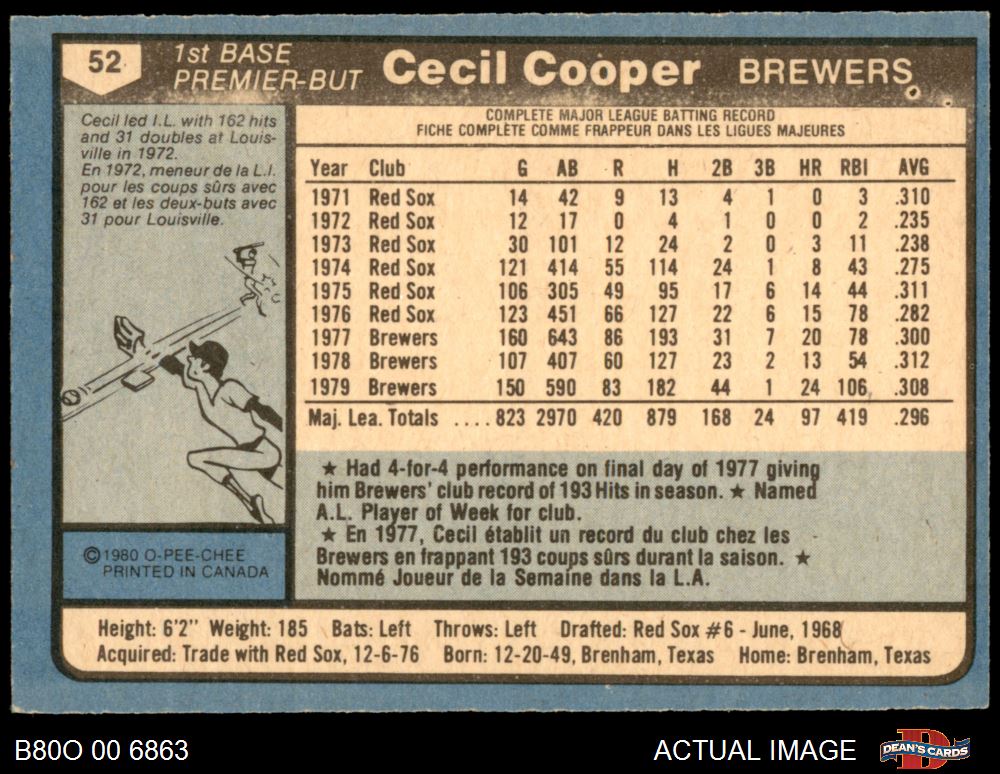 52
1st BASE
PREMIER-BUT
Cecil Cooper
BREWERS
Cecil led I.L. with 162 hits
and 31 doubles at Louis-
ville in 1972.
En 1972, meneur de la L.I.
pour les coups sûrs avec
162 et les deux-buts avec
31 pour Louisville.
COMPLETE MAJOR LEAGUE BATTING RECORD
FICHE COMPLÈTE COMME FRAPPEUR DANS LES LIGUES MAJEURES
Year Club G AB R H 2B 3B HR RBI AVG
1971 Red Sox 14 42 9 13 4 1 0 3 .310
1972 Red Sox 12 17 0 4 1 0 0 2 .235
1973 Red Sox 30 101 12 24 2 0 3 11 .238
1974 Red Sox 121 414 55 114 24 1 8 43 .275
1975 Red Sox 106 305 49 95 17 6 14 44 .311
1976 Red Sox 123 451 66 127 22 6 15 78 .282
1977 Brewers 160 643 86 193 31 7 20 78 .300
1978 Brewers 107 407 60 127 23 2 13 54 .312
1979 Brewers 150 590 83 182 44 1 24 106 .308
Maj. Lea. Totals .... 823 2970 420 879 168 24 97 419 .296
★ Had 4-for-4 performance on final day of 1977 giving
him Brewers' club record of 193 Hits in season. ★ Named
A.L. Player of Week for club.
★ En 1977, Cecil établit un record du club chez les
Brewers en frappant 193 coups sûrs durant la saison. ★
Nommé Joueur de la Semaine dans la L.A.
©1980 O-PEE-CHEE
PRINTED IN CANADA
Height: 6'2" Weight: 185 Bats: Left Throws: Left Drafted: Red Sox #6 - June, 1968
Acquired: Trade with Red Sox, 12-6-76 Born: 12-20-49, Brenham, Texas Home: Brenham, Texas
B80O 00 6863
ACTUAL IMAGE
DEAN'S CARDS